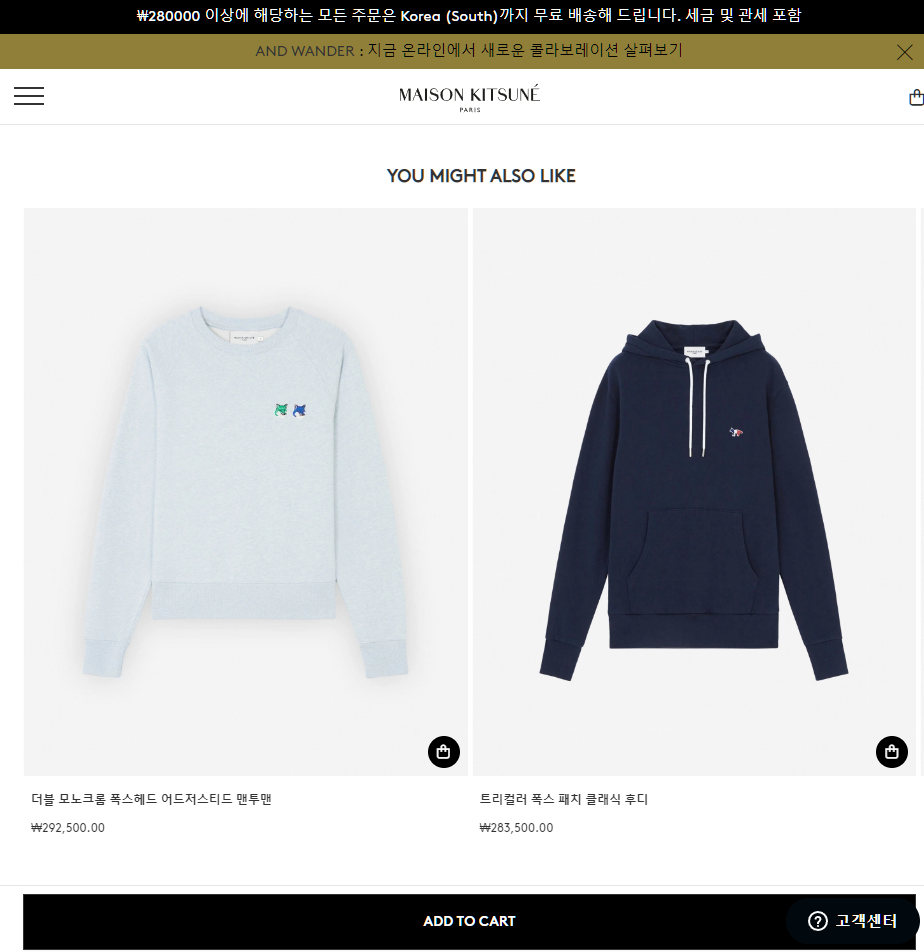 ₩280000 이상에 해당하는 모든 주문은 Korea (South)까지 무료 배송해 드립니다. 세금 및 관세 포함
AND WANDER : 지금 온라인에서 새로운 콜라보레이션 살펴보기
MAISON KITSUNÉ
PARIS
YOU MIGHT ALSO LIKE
더블 모노크롬 폭스헤드 어드저스티드 맨투맨
₩292,500.00
트리컬러 폭스 패치 클래식 후디
₩283,500.00
ADD TO CART
? 고객센터